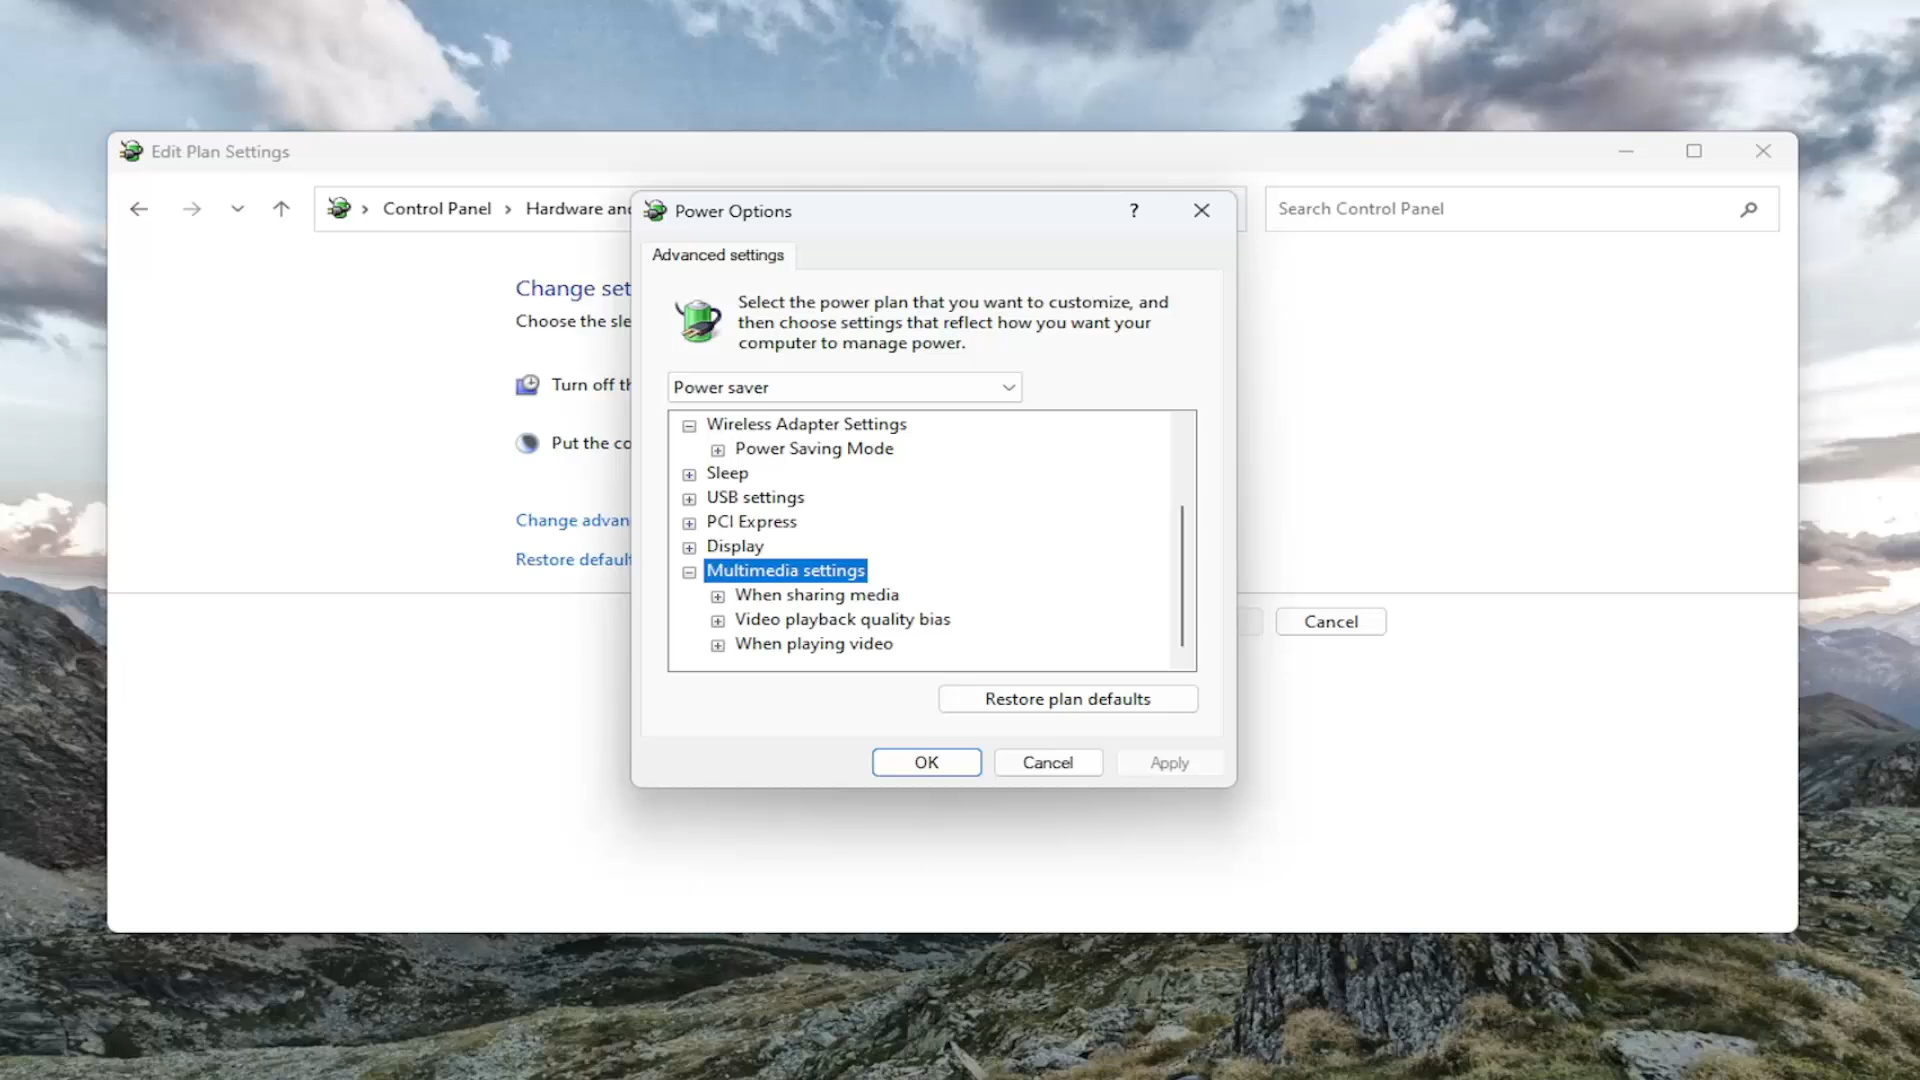 Edit Plan Settings
Control Panel
Hardware and
Search Control Panel
Change set
Choose the sle
Turn off th
Put the co
Change advan
Restore default
Cancel
Power Options
?
Advanced settings
Select the power plan that you want to customize, and
then choose settings that reflect how you want your
computer to manage power.
Power saver
Wireless Adapter Settings
Power Saving Mode
Sleep
USB settings
PCI Express
Display
Multimedia settings
When sharing media
Video playback quality bias
When playing video
Restore plan defaults
OK
Cancel
Apply